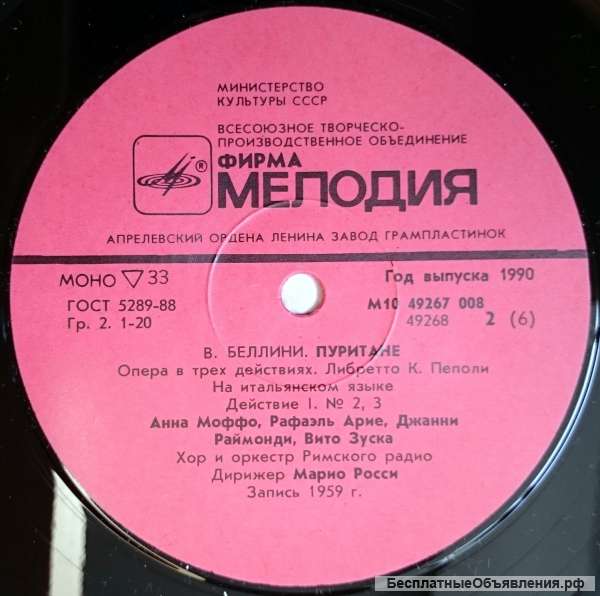 МИНИСТЕРСТВО
КУЛЬТУРЫ СССР
ВСЕСОЮЗНОЕ ТВОРЧЕСКО-
ПРОИЗВОДСТВЕННОЕ ОБЪЕДИНЕНИЕ
ФИРМА
® МЕЛОДИЯ
АПРЕЛЕВСКИЙ ОРДЕНА ЛЕНИНА ЗАВОД ГРАМПЛАСТИНОК
МОНО ▽ 33 Год выпуска 1990
ГОСТ 5289-88 М10 49267 008
Гр. 2. 1-20 49268 2 (6)
В. БЕЛЛИНИ. ПУРИТАНЕ
Опера в трех действиях. Либретто К. Пеполи
На итальянском языке
Действие I. № 2, 3
Анна Моффо, Рафаэль Арие, Джанни
Раймонди, Вито Зуска
Хор и оркестр Римского радио
Дирижер Марио Росси
Запись 1959 г.
БесплатныеОбъявления.рф